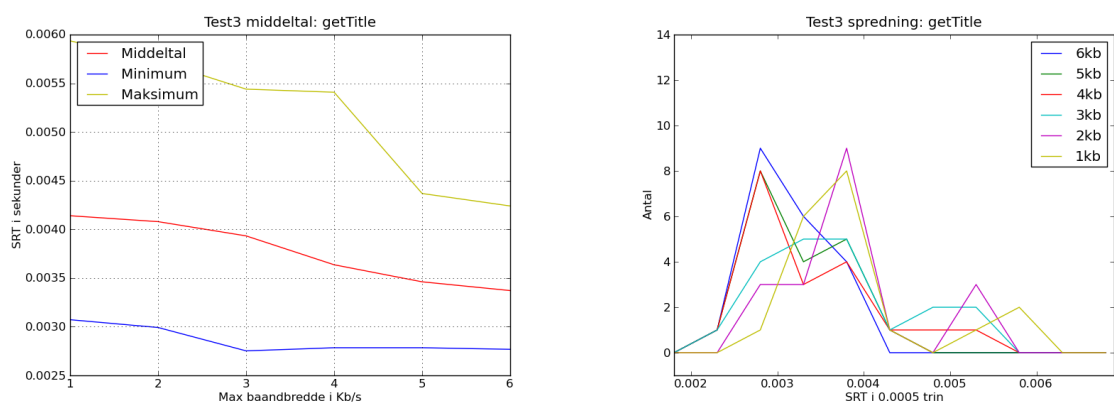 Test3 middeltal: getTitle
0.0060
0.0055
0.0050
0.0045
0.0040
0.0035
0.0030
0.0025
SRT i sekunder
Middeltal
Minimum
Maksimum
1
2
3
4
5
6
Max baandbredde i Kb/s
Test3 spredning: getTitle
14
12
10
8
6
4
2
0
Antal
6kb
5kb
4kb
3kb
2kb
1kb
0.002
0.003
0.004
0.005
0.006
SRT i 0.0005 trin